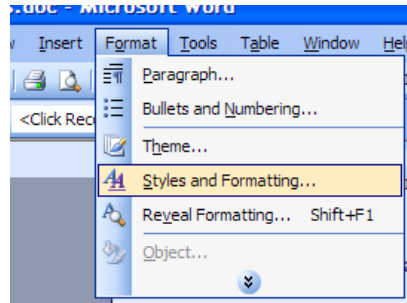 .doc - Microsoft Word
Insert Format Tools Table Window Hel
Paragraph...
<Click Rec
Bullets and Numbering...
Theme...
Styles and Formatting...
Reveal Formatting... Shift+F1
Object...